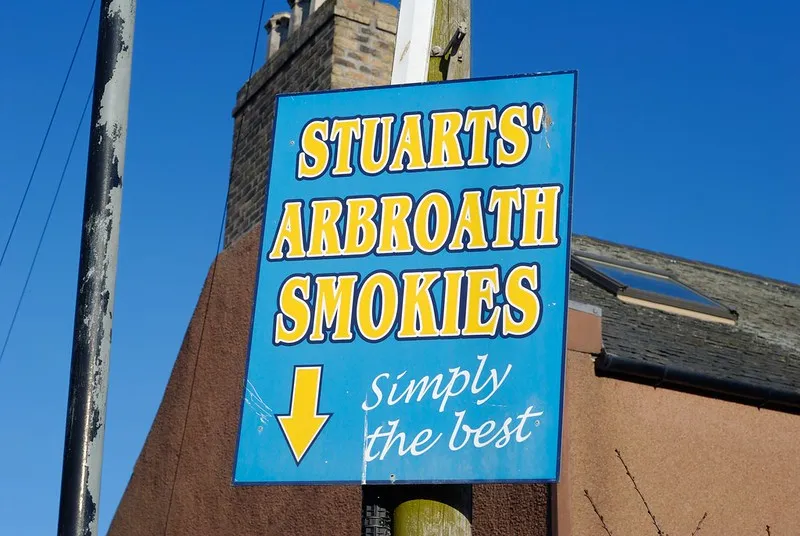 STUARTS'
ARBROATH
SMOKIES
Simply
the best